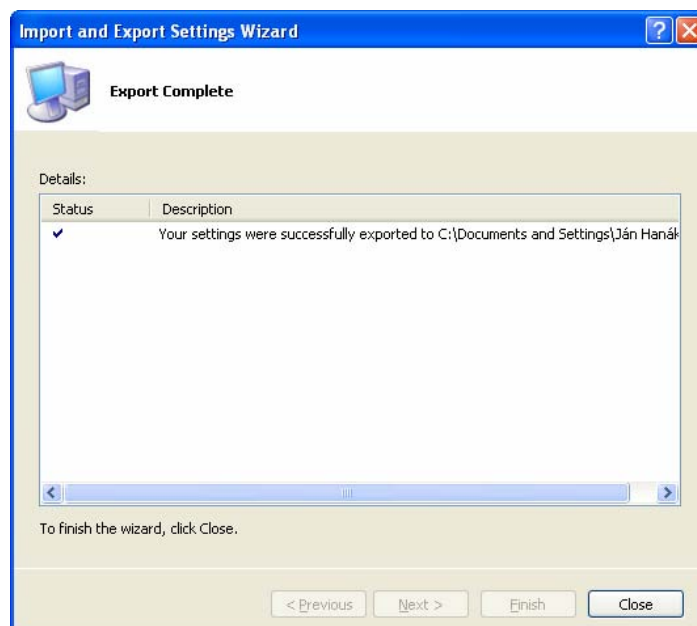 Import and Export Settings Wizard
Export Complete
Details:
Status Description
Your settings were successfully exported to C:\Documents and Settings\Ján Hanák
To finish the wizard, click Close.
< Previous Next > Finish Close